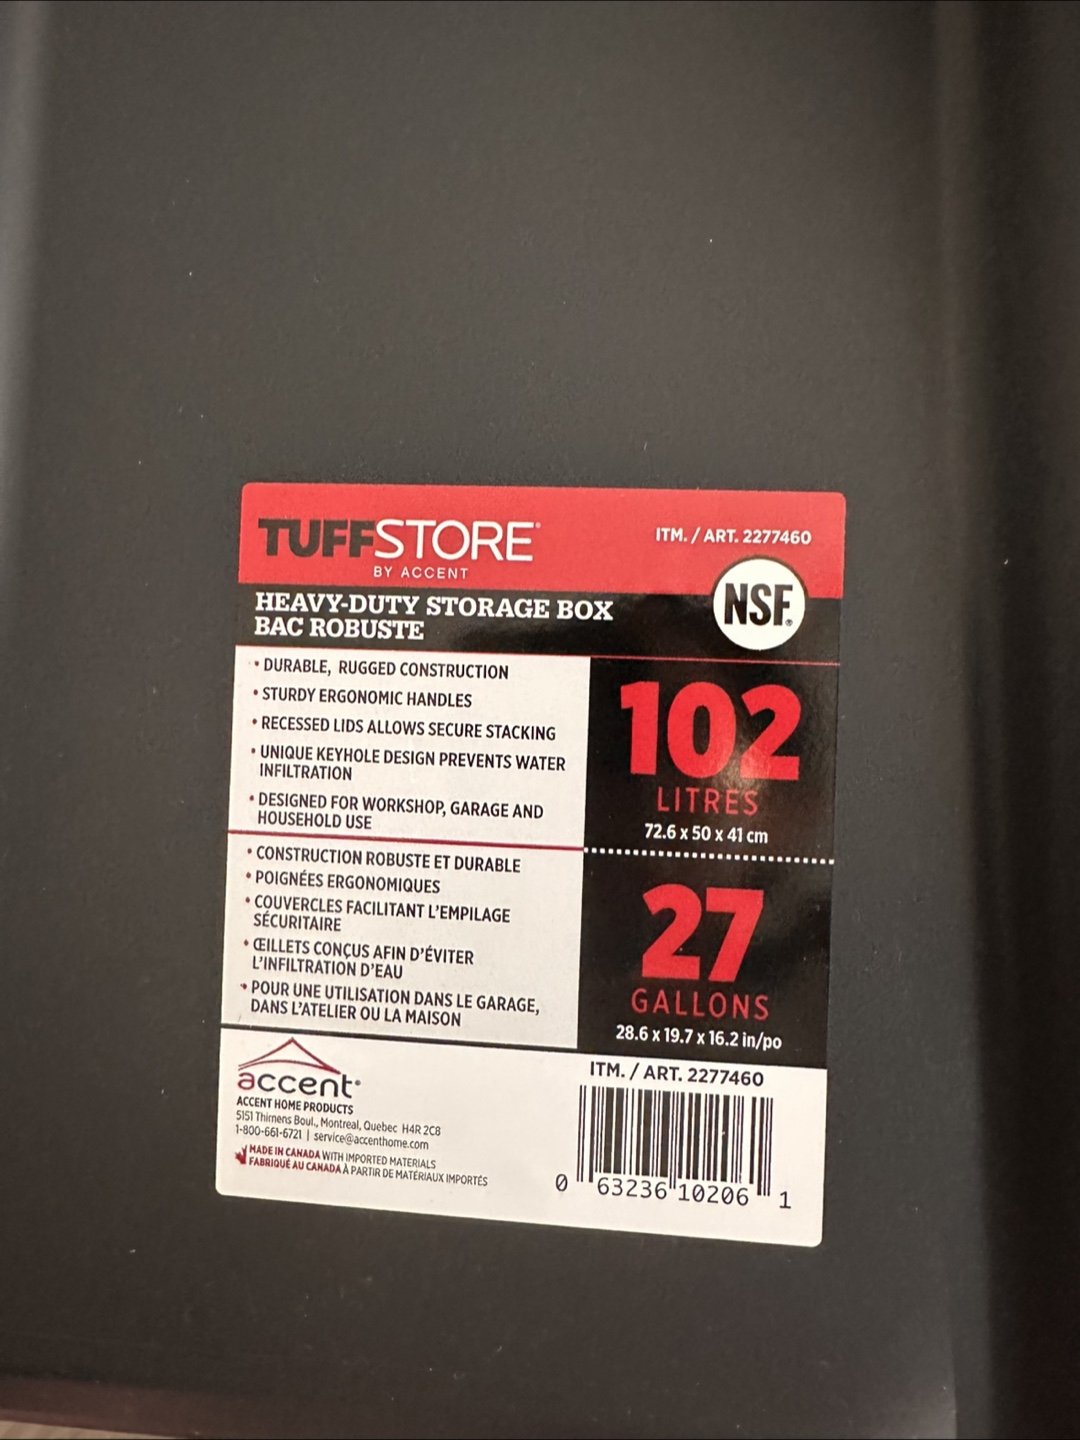 TUFFSTORE®
BY ACCENT
ITM. / ART. 2277460
NSF®
HEAVY-DUTY STORAGE BOX
BAC ROBUSTE
• DURABLE, RUGGED CONSTRUCTION
• STURDY ERGONOMIC HANDLES
• RECESSED LIDS ALLOWS SECURE STACKING
• UNIQUE KEYHOLE DESIGN PREVENTS WATER
INFILTRATION
• DESIGNED FOR WORKSHOP, GARAGE AND
HOUSEHOLD USE
• CONSTRUCTION ROBUSTE ET DURABLE
• POIGNÉES ERGONOMIQUES
• COUVERCLES FACILITANT L'EMPILAGE
SÉCURITAIRE
• ŒILLETS CONÇUS AFIN D'ÉVITER
L'INFILTRATION D'EAU
• POUR UNE UTILISATION DANS LE GARAGE,
DANS L'ATELIER OU LA MAISON
102
LITRES
72.6 x 50 x 41 cm
27
GALLONS
28.6 x 19.7 x 16.2 in/po
accent®
ACCENT HOME PRODUCTS
5151 Thimens Boul., Montreal, Quebec H4R 2C8
1-800-661-6721 | service@accenthome.com
MADE IN CANADA WITH IMPORTED MATERIALS
FABRIQUÉ AU CANADA À PARTIR DE MATÉRIAUX IMPORTÉS
ITM. / ART. 2277460
0 63236 10206 1